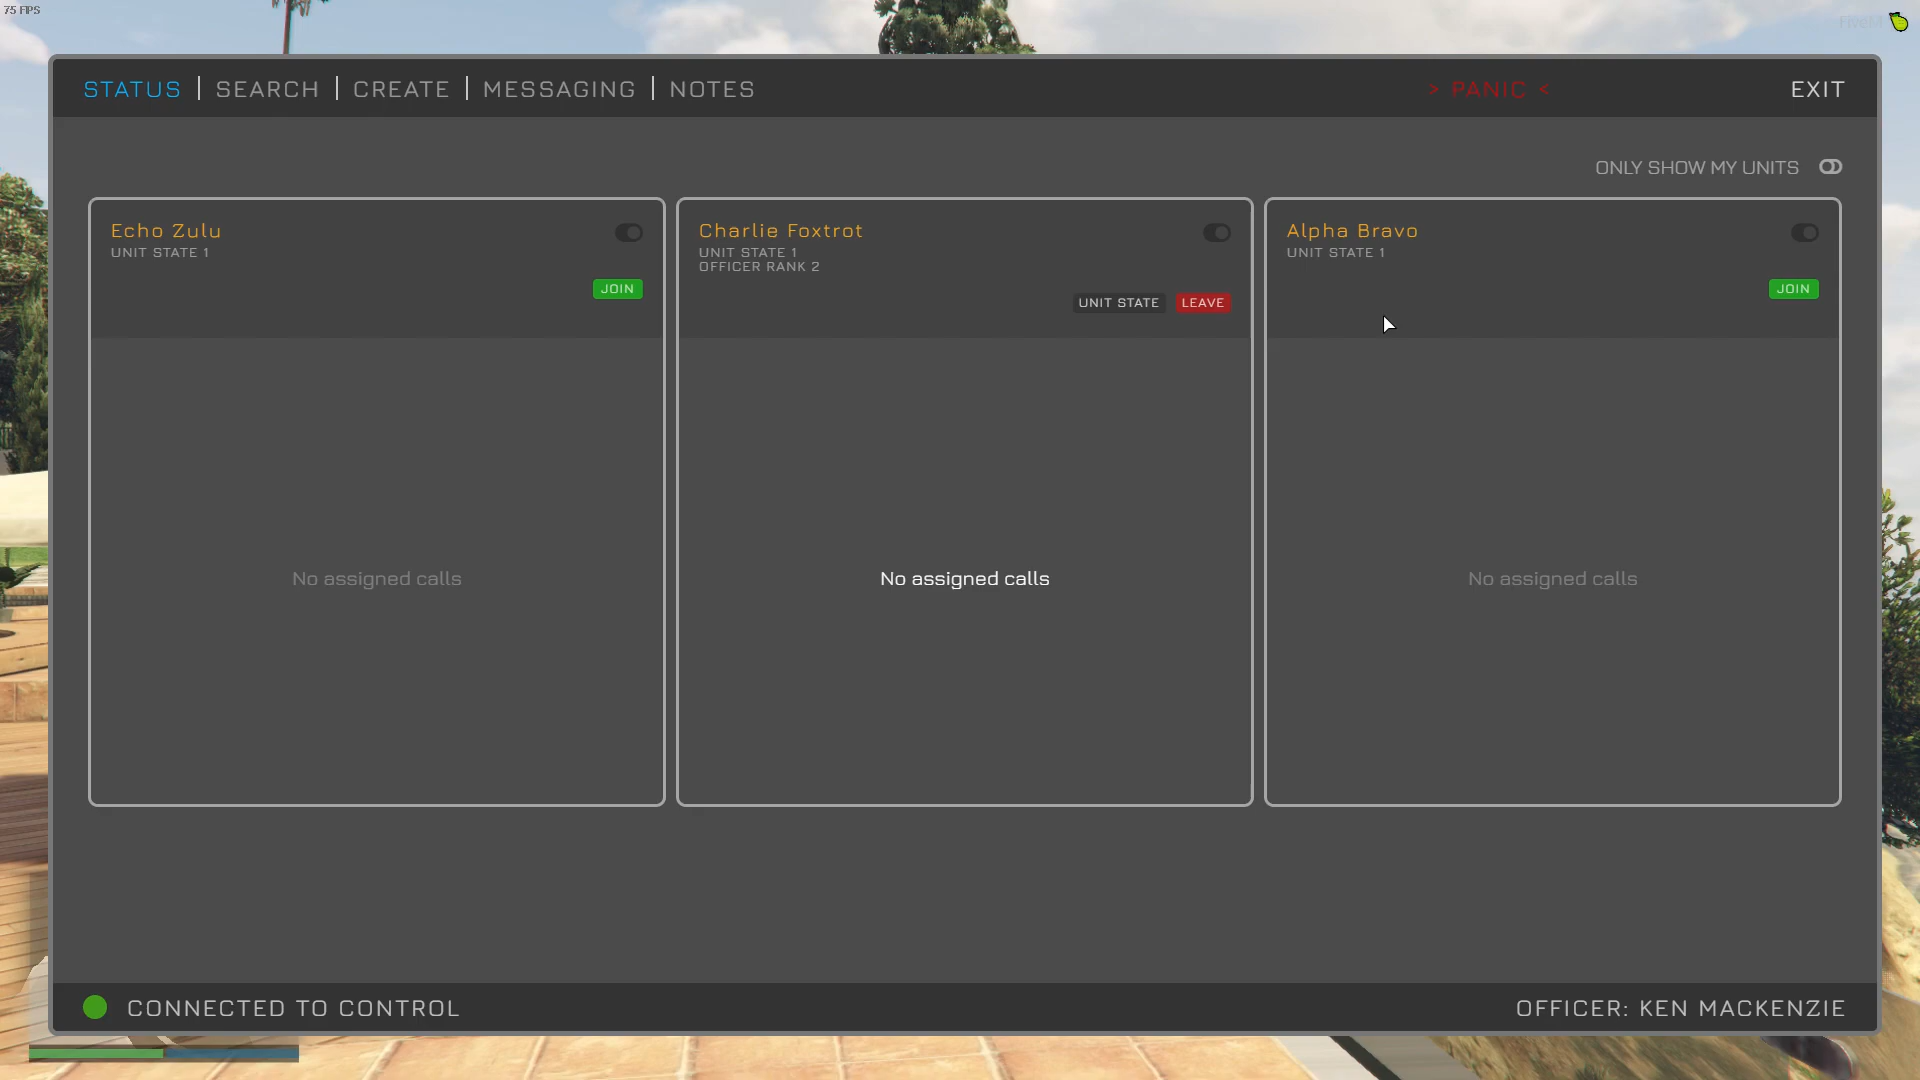 75 FPS
STATUS | SEARCH | CREATE | MESSAGING | NOTES
> PANIC <
EXIT
ONLY SHOW MY UNITS
Echo Zulu
UNIT STATE 1
JOIN
No assigned calls
Charlie Foxtrot
UNIT STATE 1
OFFICER RANK 2
UNIT STATE
LEAVE
No assigned calls
Alpha Bravo
UNIT STATE 1
JOIN
No assigned calls
CONNECTED TO CONTROL
OFFICER: KEN MACKENZIE